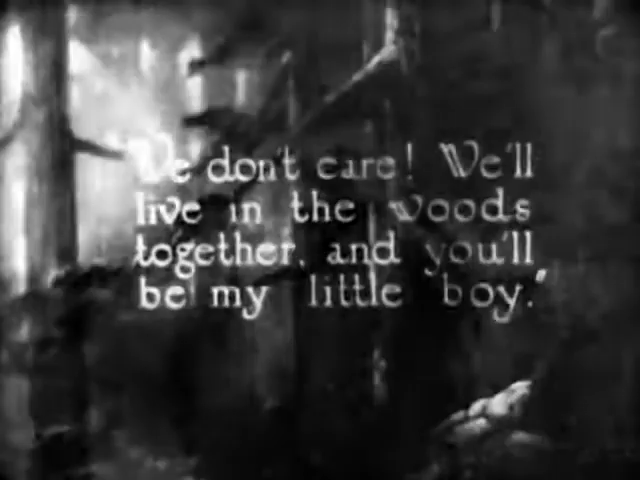 "We don't care! We'll
live in the woods
together, and you'll
be my little boy."